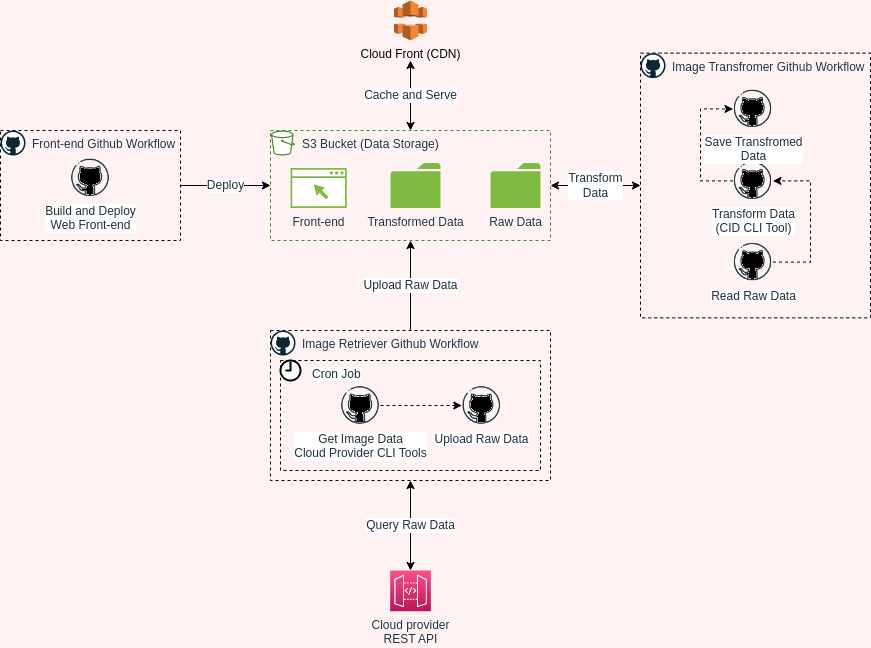 Cloud Front (CDN)
Cache and Serve
Image Transfromer Github Workflow
Save Transfromed
Data
Transform Data
(CID CLI Tool)
Read Raw Data
Front-end Github Workflow
Build and Deploy
Web Front-end
Deploy
S3 Bucket (Data Storage)
Front-end
Transformed Data
Raw Data
Transform
Data
Upload Raw Data
Image Retriever Github Workflow
Cron Job
Get Image Data
Cloud Provider CLI Tools
Upload Raw Data
Query Raw Data
</> 
Cloud provider
REST API